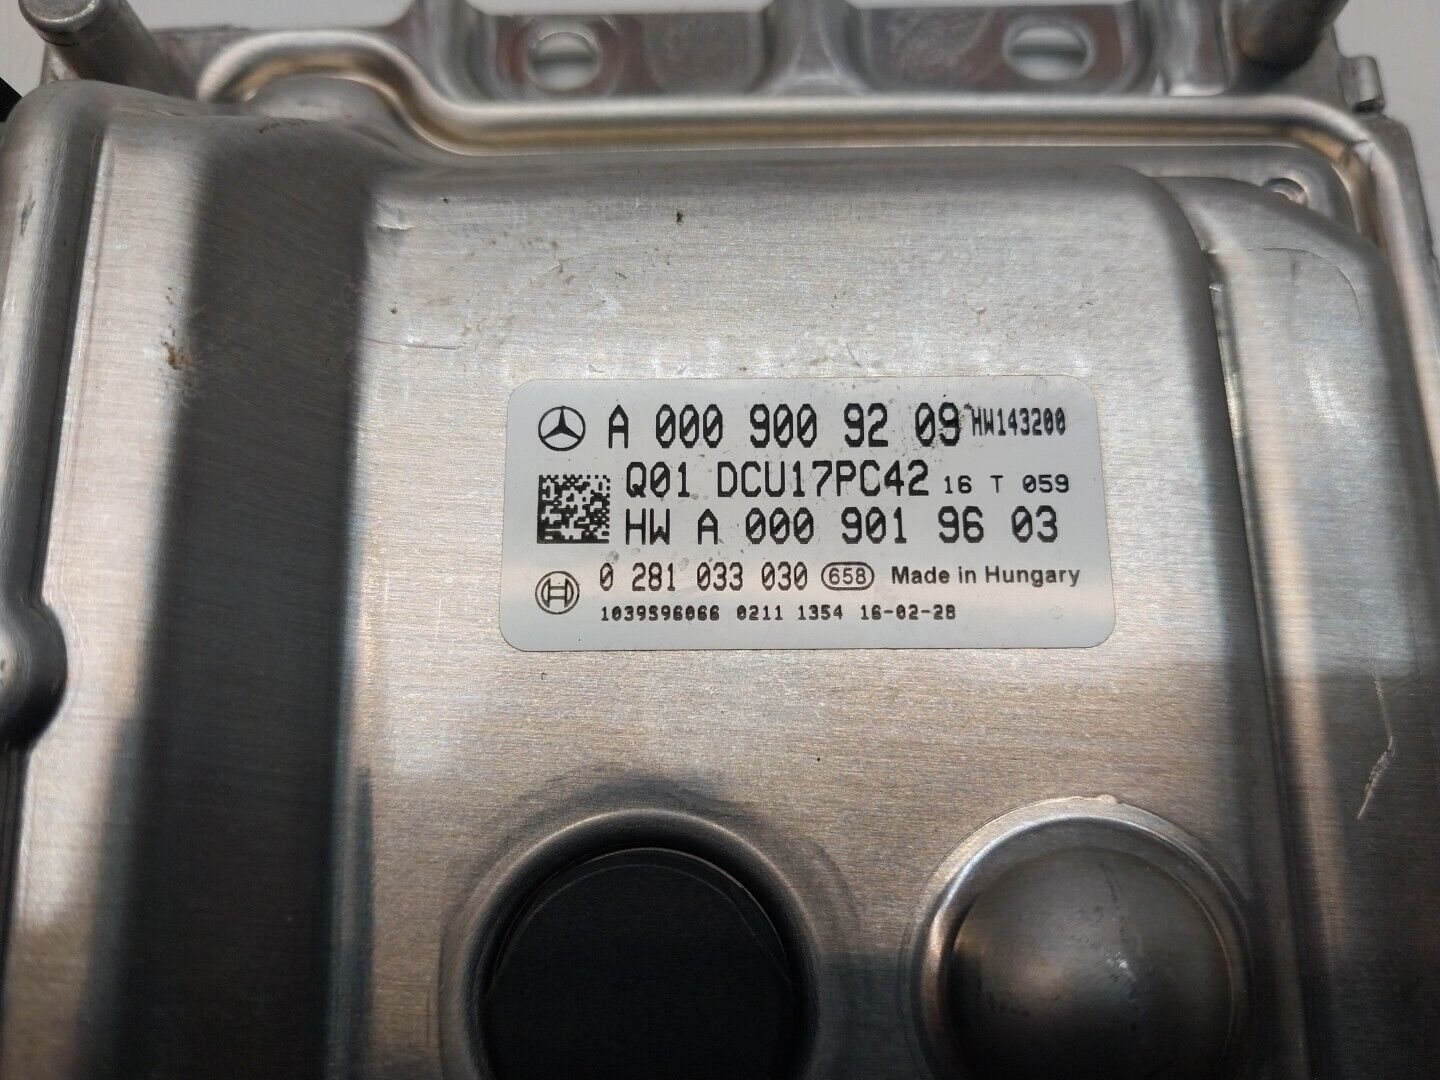 A 000 900 92 09 HW143200
Q01 DCU17PC42 16 T 059
HW A 000 901 96 03
0 281 033 030 658 Made in Hungary
1039S96066 0211 1354 16-02-28